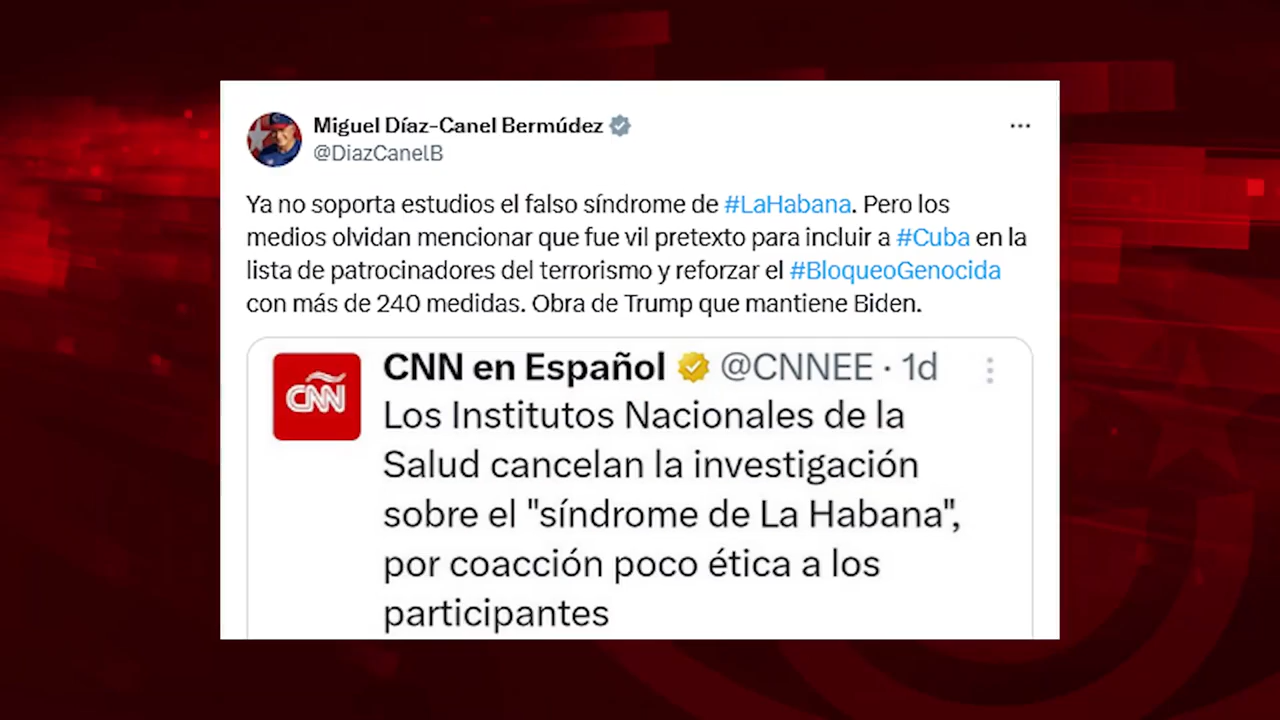 Miguel Díaz-Canel Bermúdez
@DiazCanelB
Ya no soporta estudios el falso síndrome de #LaHabana. Pero los
medios olvidan mencionar que fue vil pretexto para incluir a #Cuba en la
lista de patrocinadores del terrorismo y reforzar el #BloqueoGenocida
con más de 240 medidas. Obra de Trump que mantiene Biden.
CNN
CNN en Español @CNNEE · 1d
Los Institutos Nacionales de la
Salud cancelan la investigación
sobre el "síndrome de La Habana",
por coacción poco ética a los
participantes